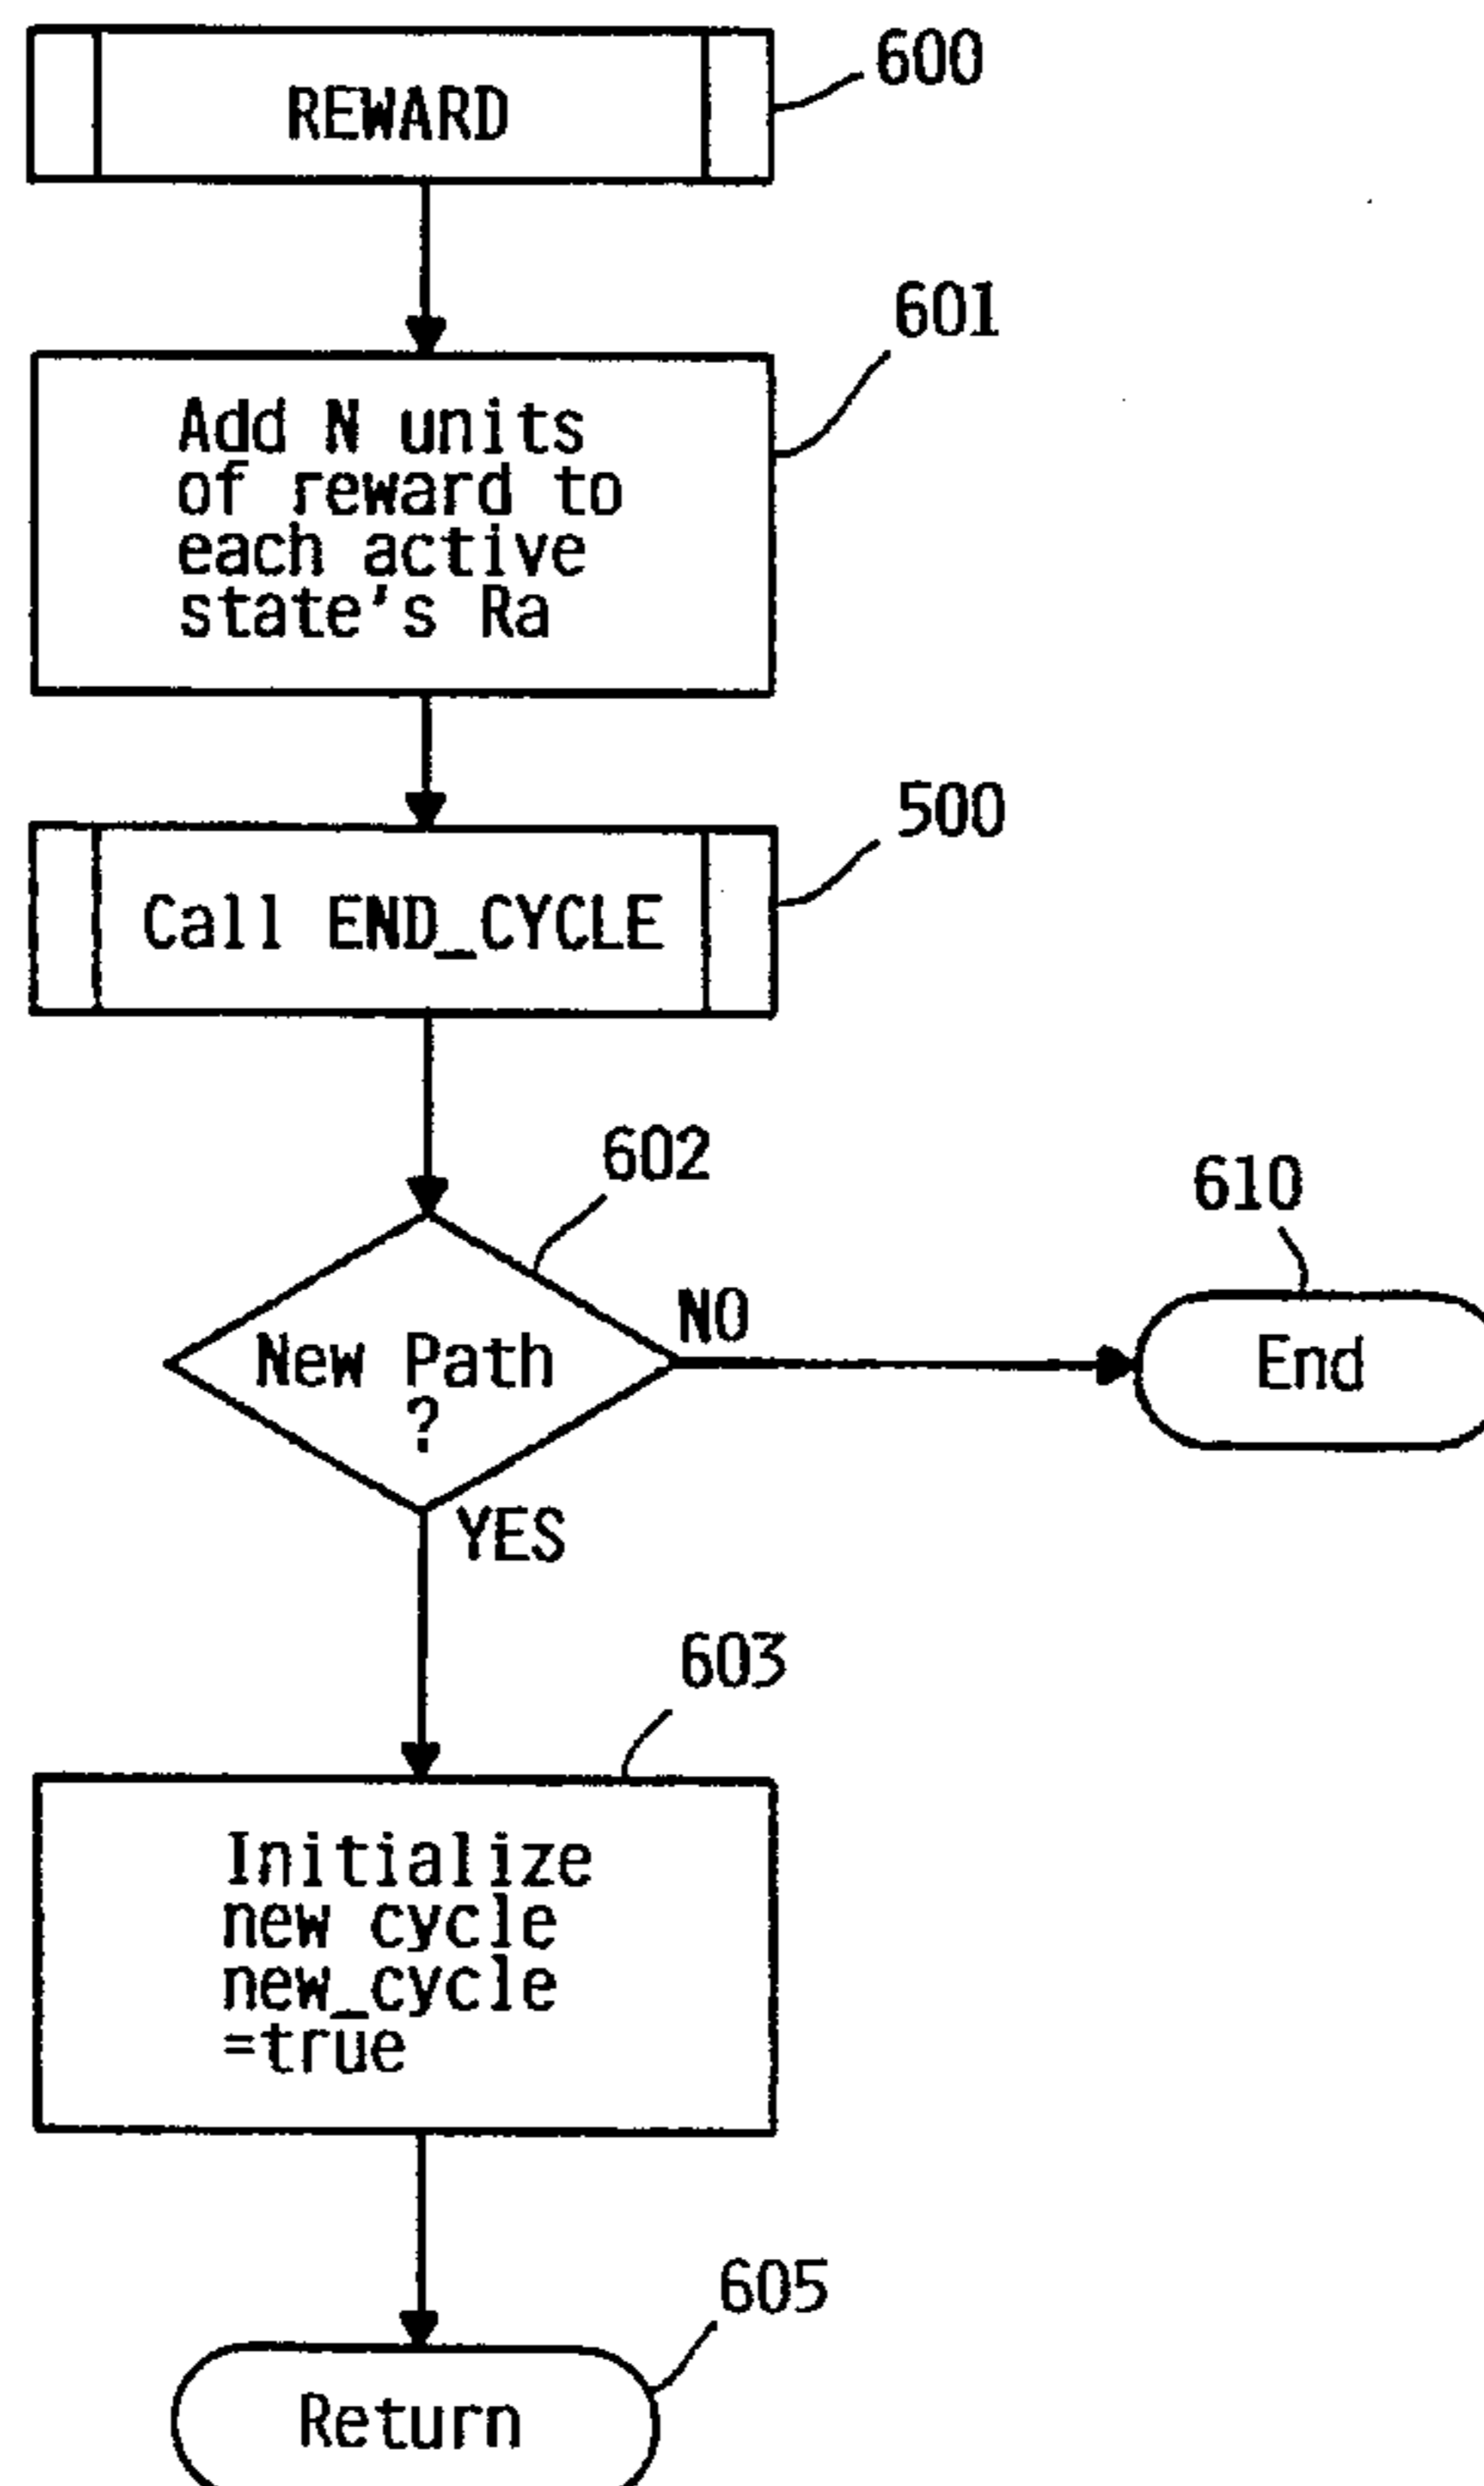 REWARD
600
601
Add N units
of reward to
each active
state's Ra
500
Call END_CYCLE
602
610
New Path
?
NO
End
YES
603
Initialize
new cycle
new_cycle
=true
605
Return